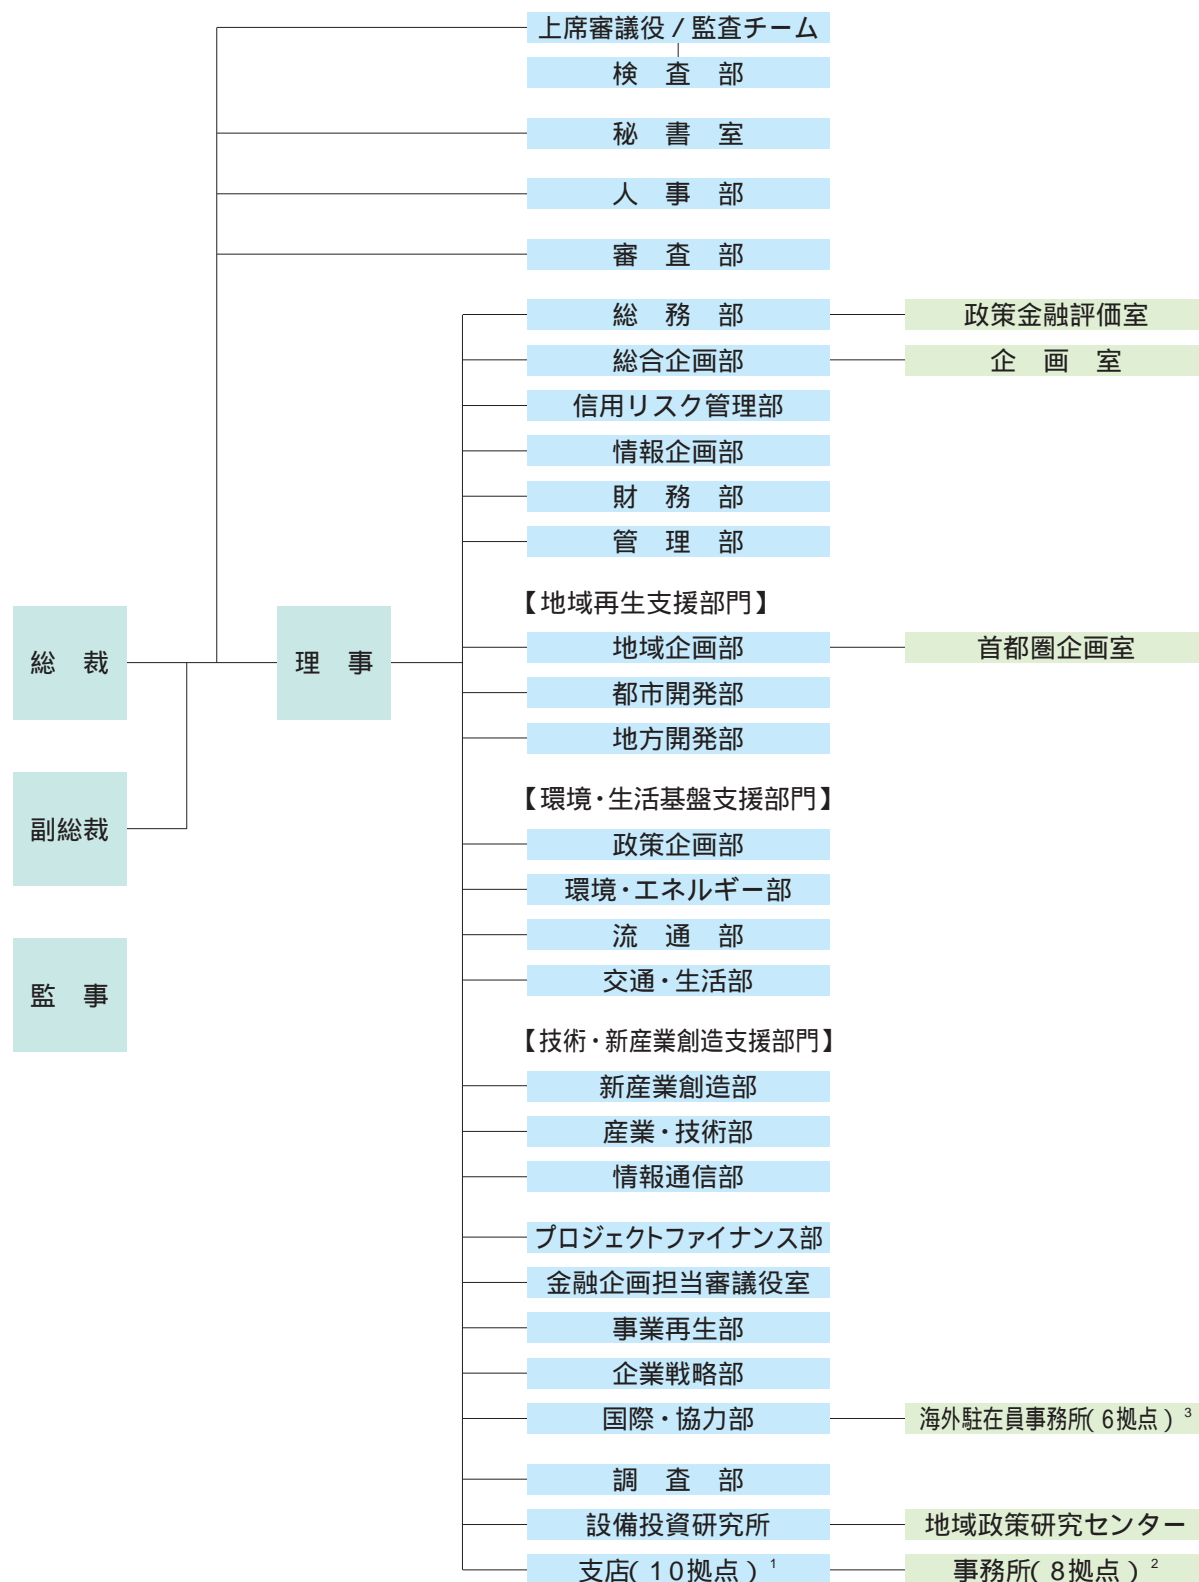 上席審議役 / 監査チーム
検　査　部
秘　書　室
人　事　部
審　査　部
総　務　部　政策金融評価室
総合企画部　企　画　室
信用リスク管理部
情報企画部
財　務　部
管　理　部
【地域再生支援部門】
総　裁　理　事　地域企画部　首都圏企画室
都市開発部
地方開発部
【環境・生活基盤支援部門】
副総裁　政策企画部
環境・エネルギー部
流　通　部
監　事　交通・生活部
【技術・新産業創造支援部門】
新産業創造部
産業・技術部
情報通信部
プロジェクトファイナンス部
金融企画担当審議役室
事業再生部
企業戦略部
国際・協力部　海外駐在員事務所( 6拠点 ) 3
調　査　部
設備投資研究所　地域政策研究センター
支店( 10拠点 ) 1　事務所( 8拠点 ) 2